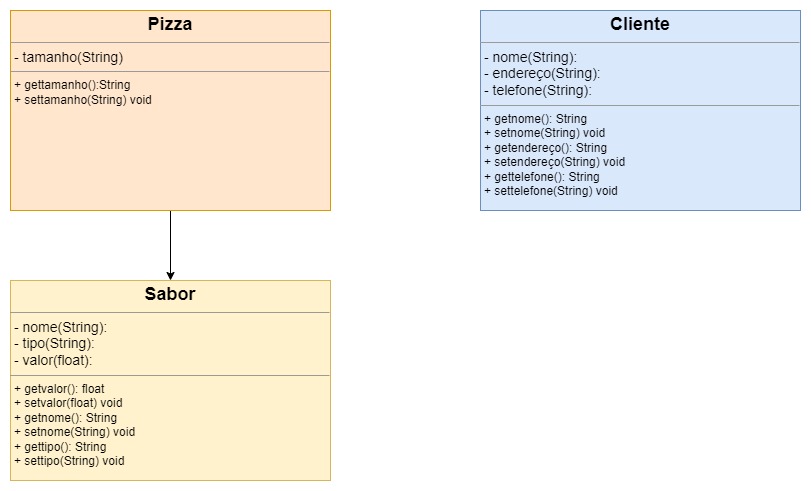 Pizza
- tamanho(String)
+ gettamanho():String
+ settamanho(String) void
Cliente
- nome(String):
- endereço(String):
- telefone(String):
+ getnome(): String
+ setnome(String) void
+ getendereço(): String
+ setendereço(String) void
+ gettelefone(): String
+ settelefone(String) void
Sabor
- nome(String):
- tipo(String):
- valor(float):
+ getvalor(): float
+ setvalor(float) void
+ getnome(): String
+ setnome(String) void
+ gettipo(): String
+ settipo(String) void